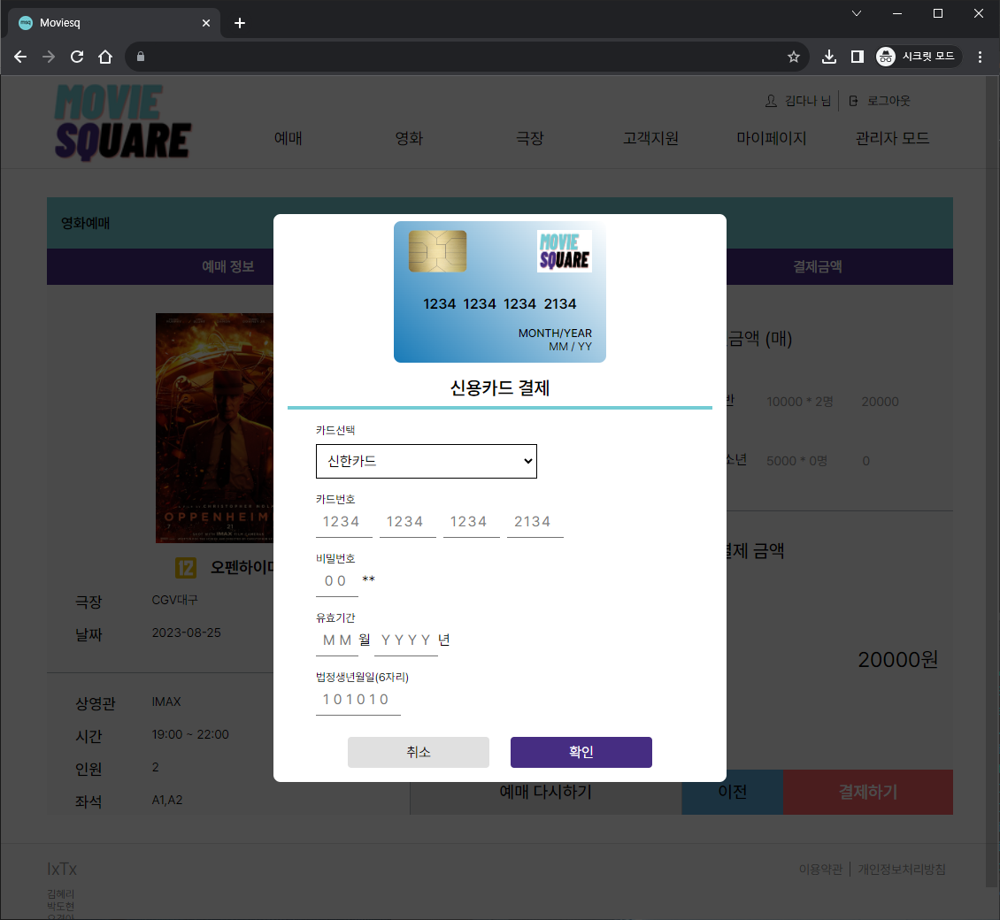 msq Moviesq
시크릿 모드
MOVIE
SQUARE
김다나 님 로그아웃
예매 영화 극장 고객지원 마이페이지 관리자 모드
영화예매
예매 정보
결제금액
MOVIE
SQUARE
1234 1234 1234 2134
MONTH/YEAR
MM / YY
신용카드 결제
카드선택
신한카드
카드번호
1234 1234 1234 2134
비밀번호
00 **
유효기간
MM 월 YYYY 년
법정생년월일(6자리)
101010
취소 확인
OPPENHEIM
12 오펜하이
극장 CGV대구
날짜 2023-08-25
상영관 IMAX
시간 19:00 ~ 22:00
인원 2
좌석 A1,A2
금액 (매)
반 10000 * 2명 20000
소년 5000 * 0명 0
결제 금액
20000원
예매 다시하기 이전 결제하기
IxTx
이용약관 개인정보처리방침
김혜리
박도현